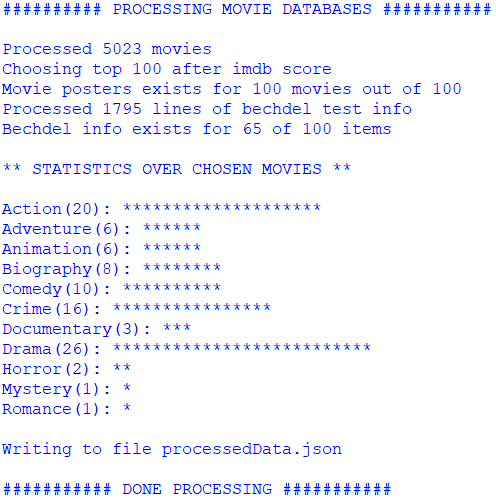 ########## PROCESSING MOVIE DATABASES ###########
Processed 5023 movies
Choosing top 100 after imdb score
Movie posters exists for 100 movies out of 100
Processed 1795 lines of bechdel test info
Bechdel info exists for 65 of 100 items
** STATISTICS OVER CHOSEN MOVIES **
Action(20): ********************
Adventure(6): ******
Animation(6): ******
Biography(8): ********
Comedy(10): **********
Crime(16): ****************
Documentary(3): ***
Drama(26): **************************
Horror(2): **
Mystery(1): *
Romance(1): *
Writing to file processedData.json
########### DONE PROCESSING ###########